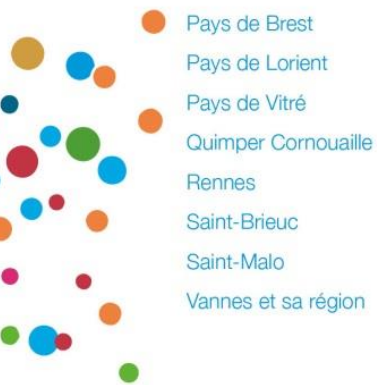 Pays de Brest
Pays de Lorient
Pays de Vitré
Quimper Cornouaille
Rennes
Saint-Brieuc
Saint-Malo
Vannes et sa région